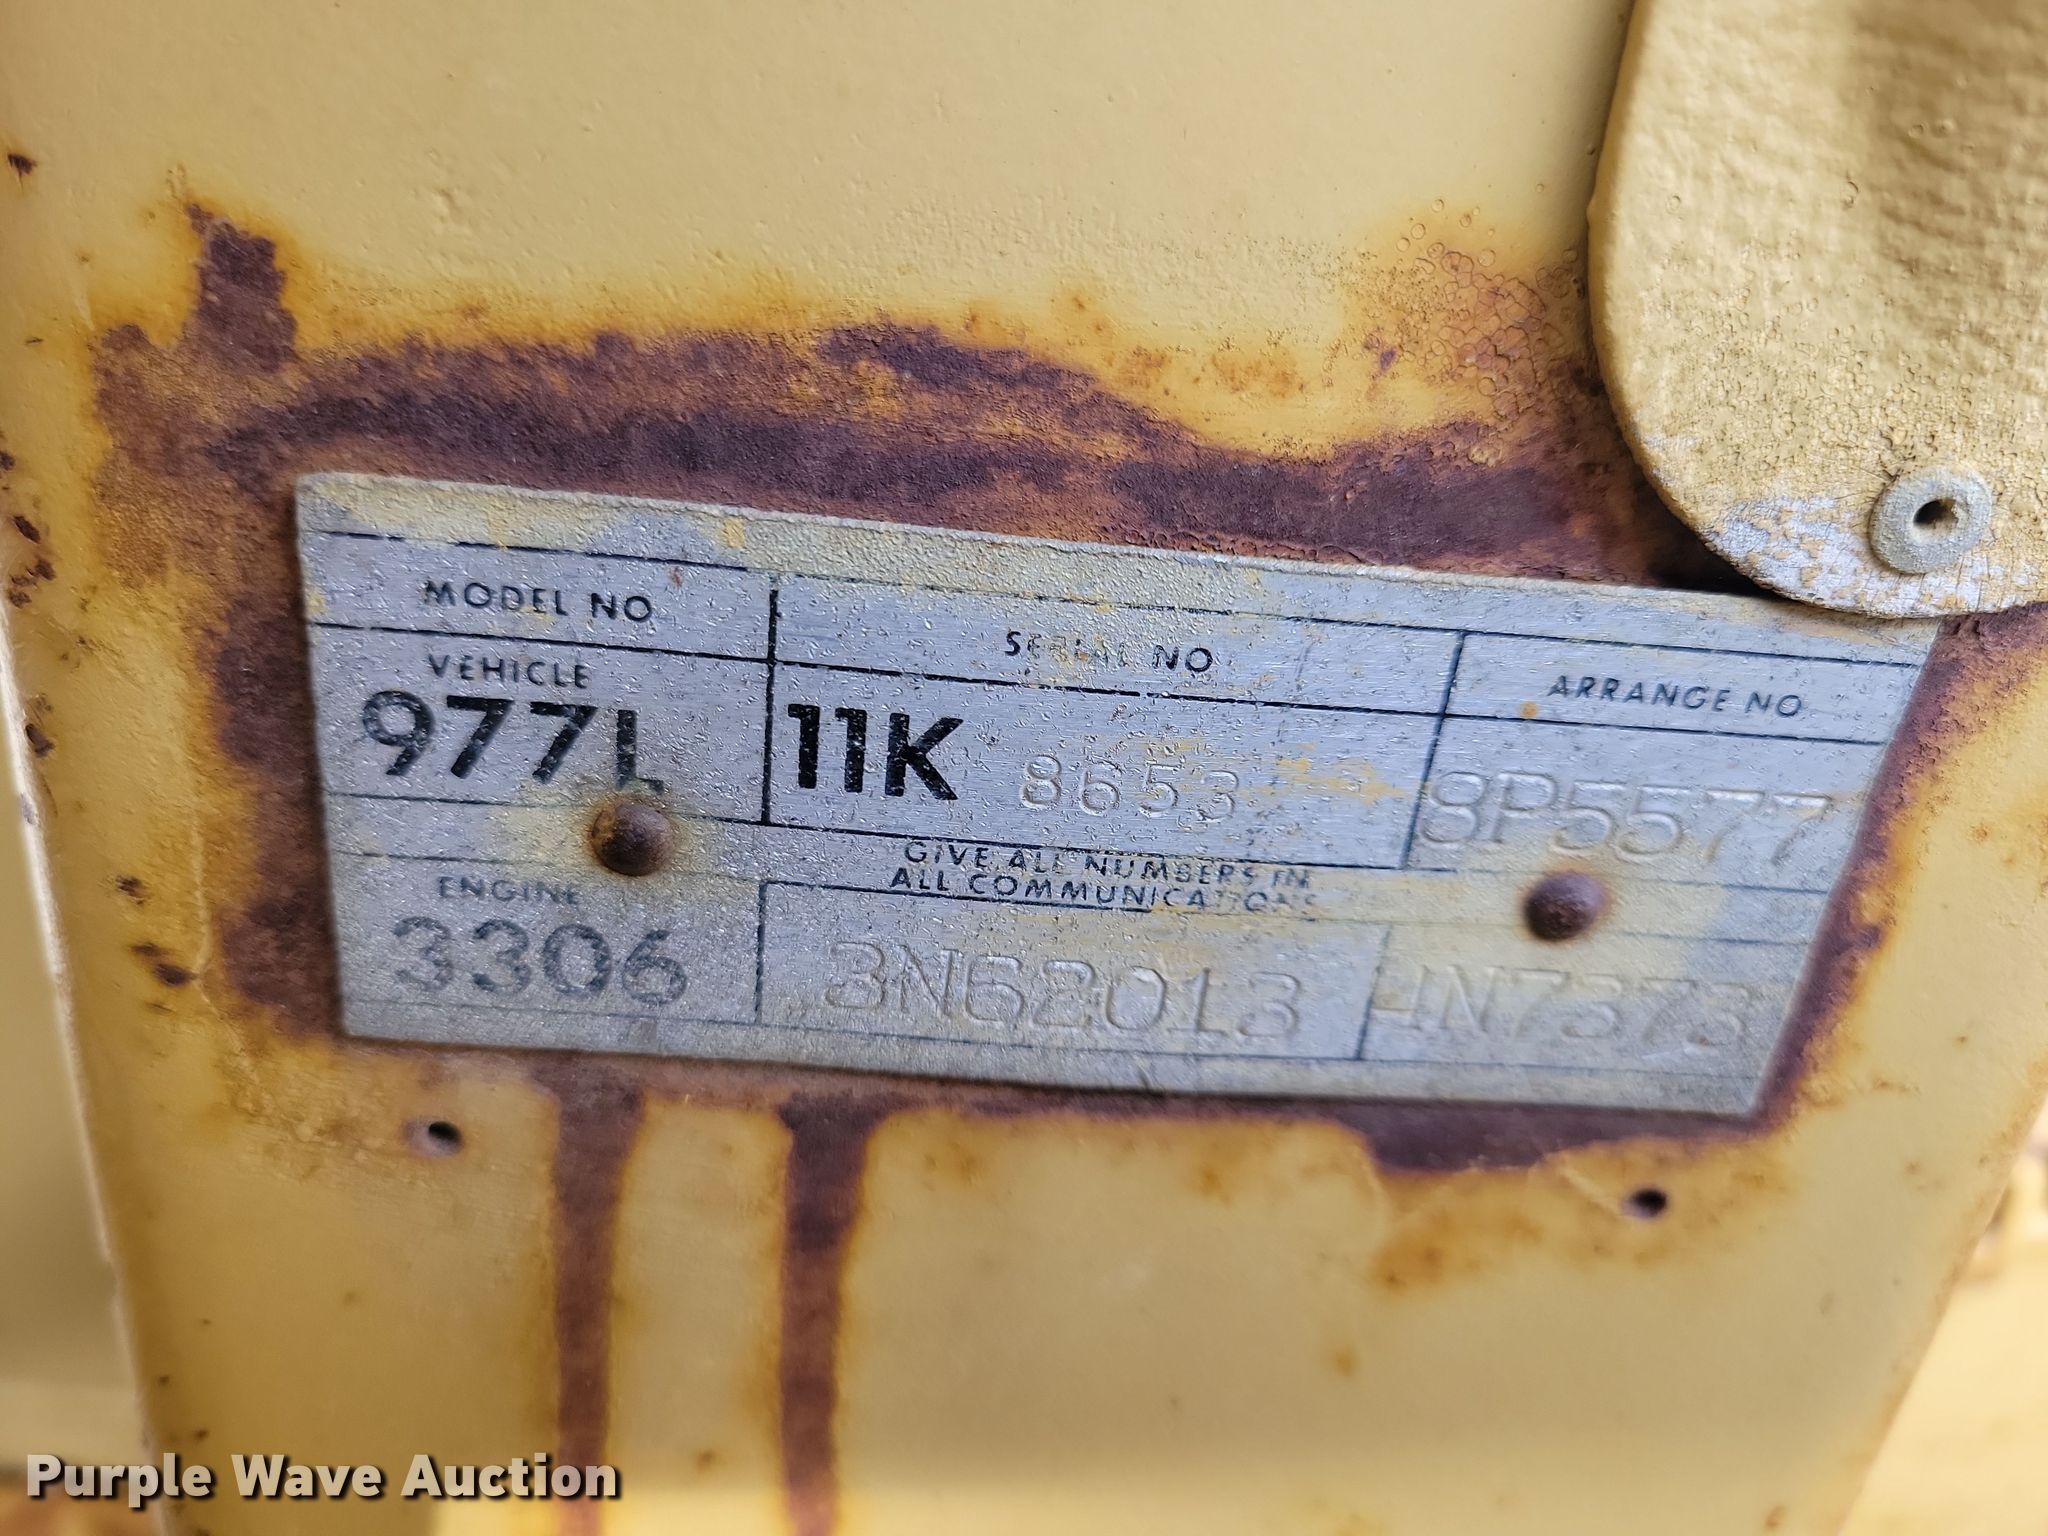 MODEL NO SERIAL NO ARRANGE NO
VEHICLE
977L 11K 8653 8P5577
GIVE ALL NUMBERS IN
ALL COMMUNICATIONS
ENGINE
3306 3N62013 4N7373
Purple Wave Auction